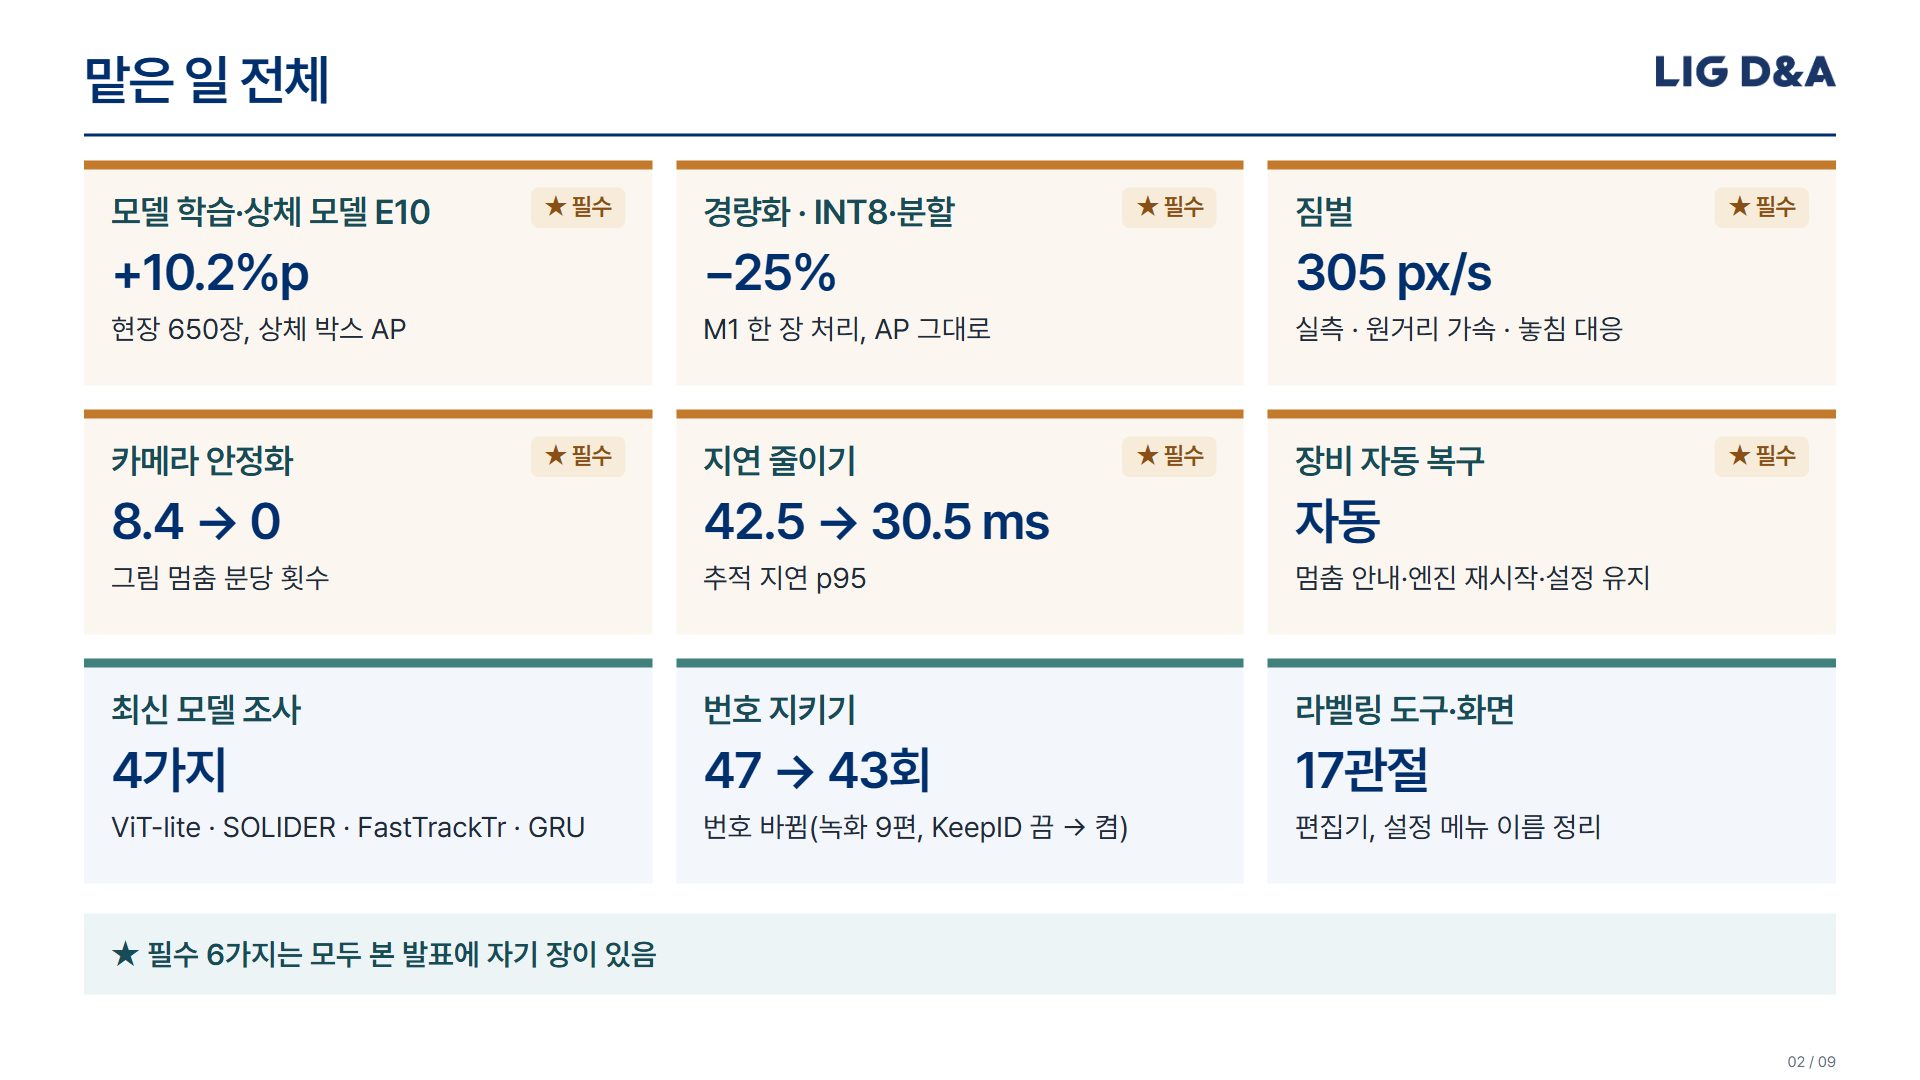 맡은 일 전체
LIG D&A
모델 학습·상체 모델 E10
★ 필수
+10.2%p
현장 650장, 상체 박스 AP
경량화 · INT8·분할
★ 필수
−25%
M1 한 장 처리, AP 그대로
짐벌
★ 필수
305 px/s
실측 · 원거리 가속 · 놓침 대응
카메라 안정화
★ 필수
8.4 → 0
그림 멈춤 분당 횟수
지연 줄이기
★ 필수
42.5 → 30.5 ms
추적 지연 p95
장비 자동 복구
★ 필수
자동
멈춤 안내·엔진 재시작·설정 유지
최신 모델 조사
4가지
ViT-lite · SOLIDER · FastTrackTr · GRU
번호 지키기
47 → 43회
번호 바뀜(녹화 9편, KeepID 끔 → 켬)
라벨링 도구·화면
17관절
편집기, 설정 메뉴 이름 정리
★ 필수 6가지는 모두 본 발표에 자기 장이 있음
02 / 09